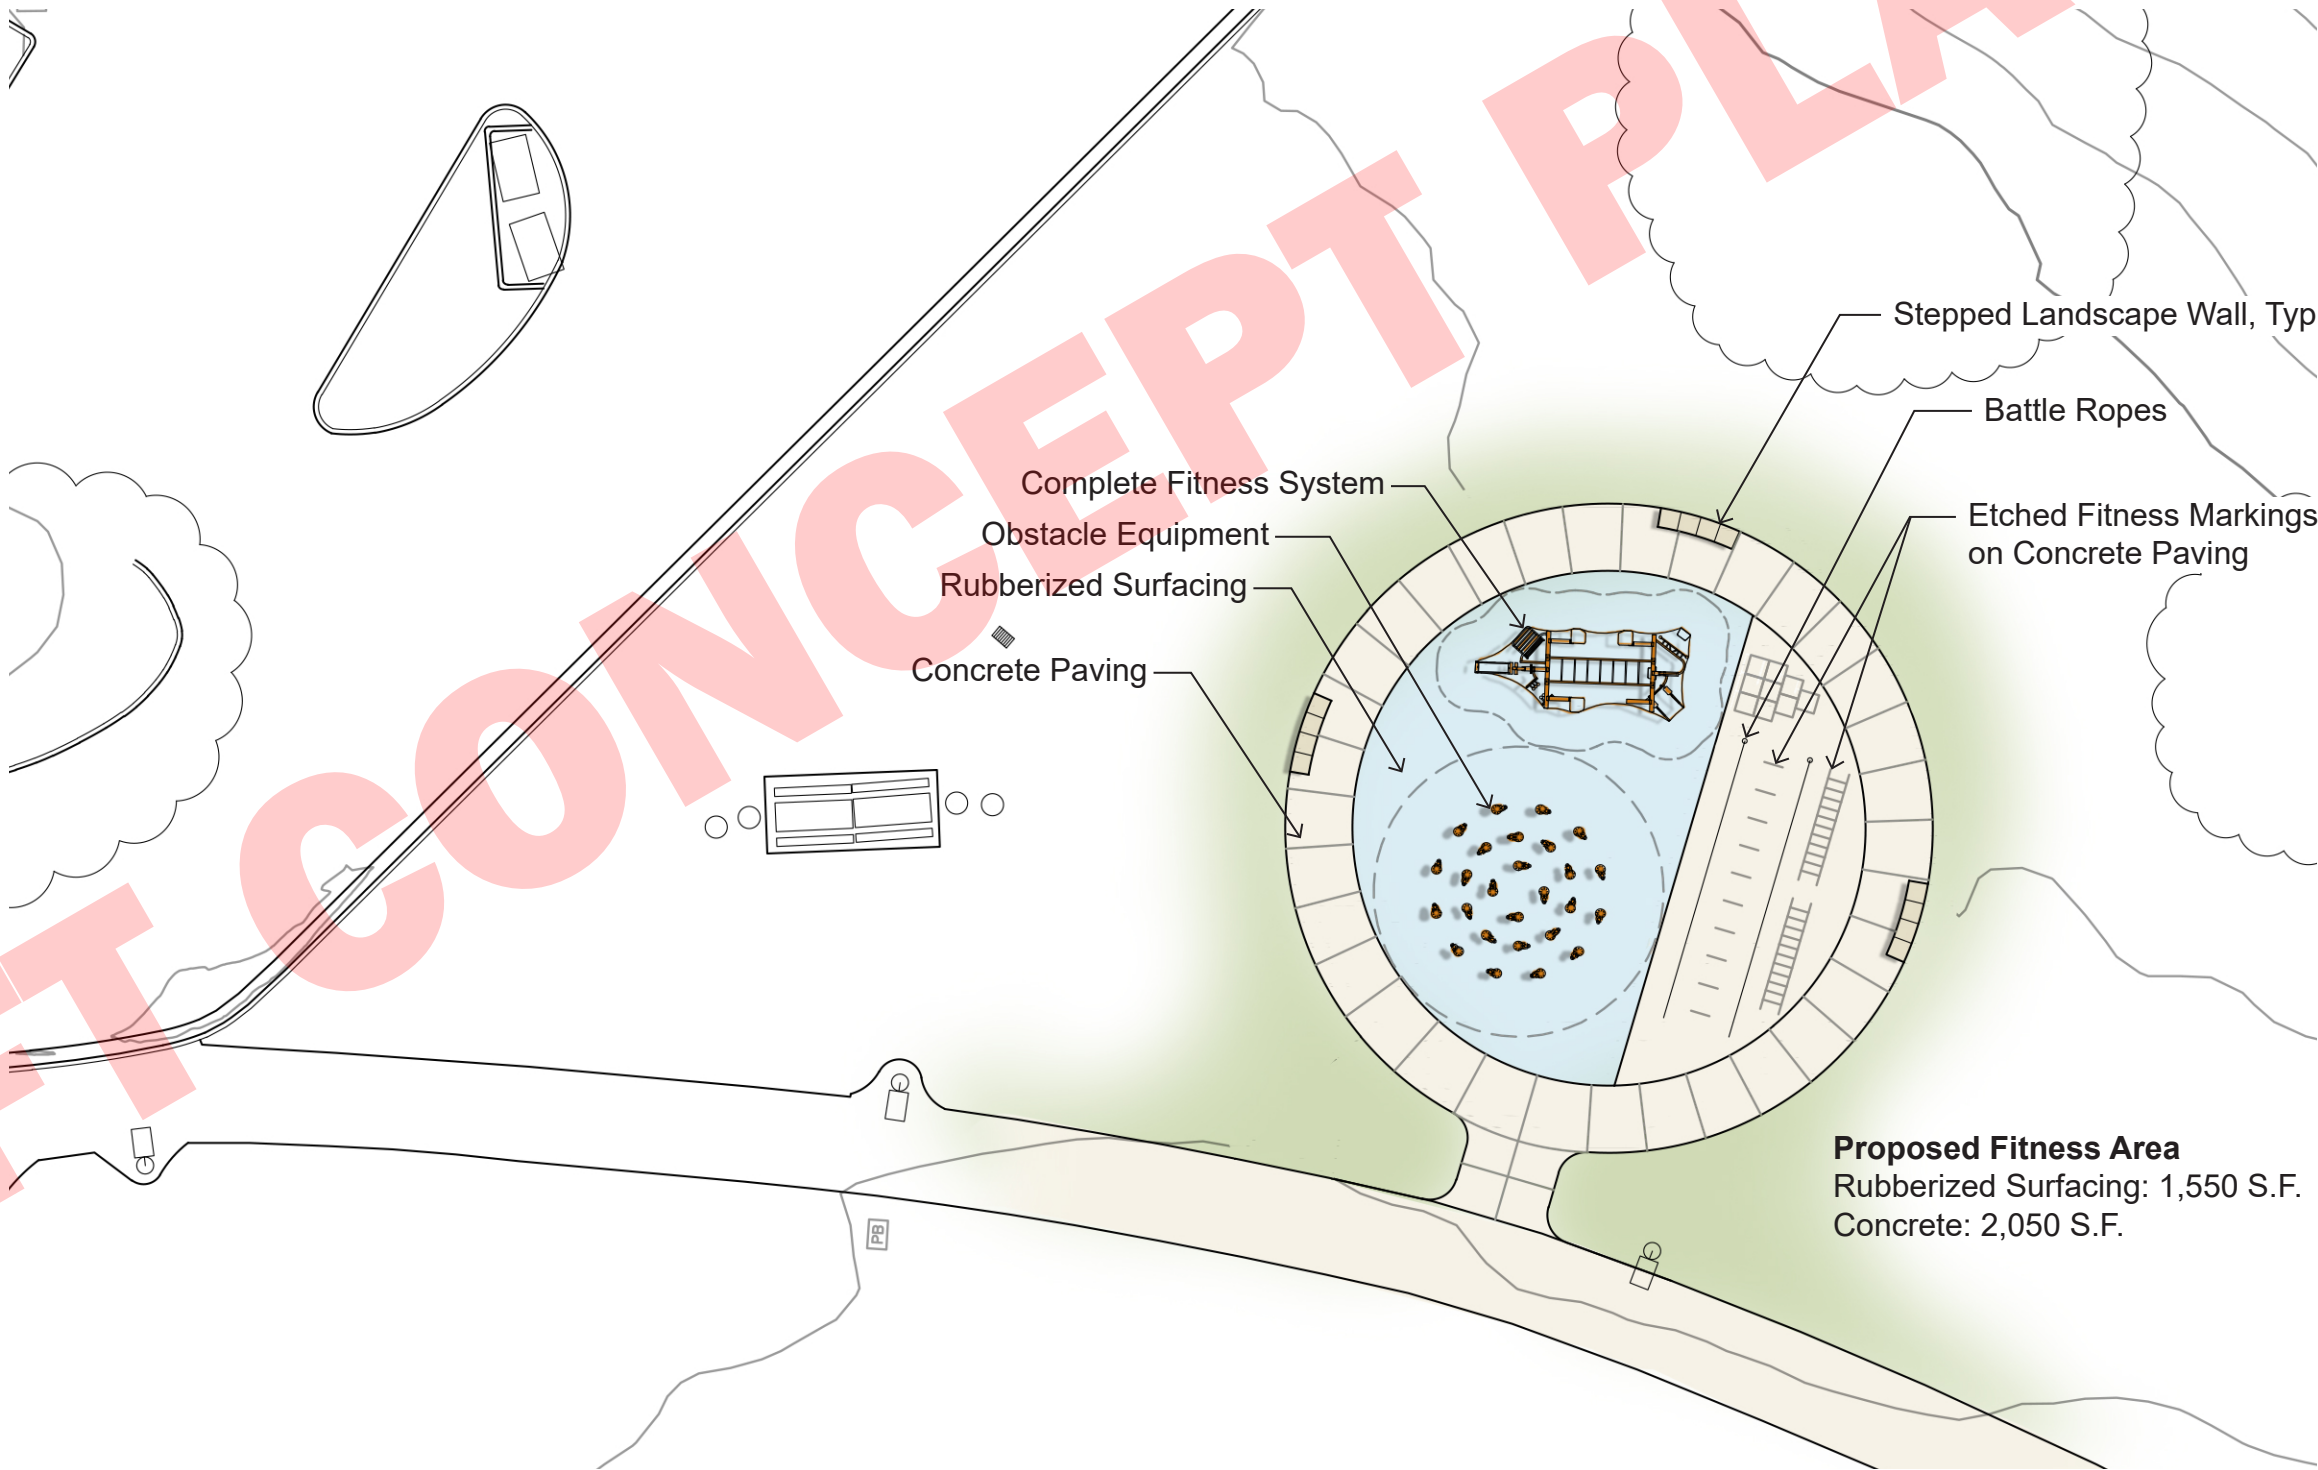 FT CONCEPT PLA
Stepped Landscape Wall, Typ
Battle Ropes
Complete Fitness System
Obstacle Equipment
Rubberized Surfacing
Etched Fitness Markings
on Concrete Paving
Concrete Paving
Proposed Fitness Area
Rubberized Surfacing: 1,550 S.F.
Concrete: 2,050 S.F.
PB